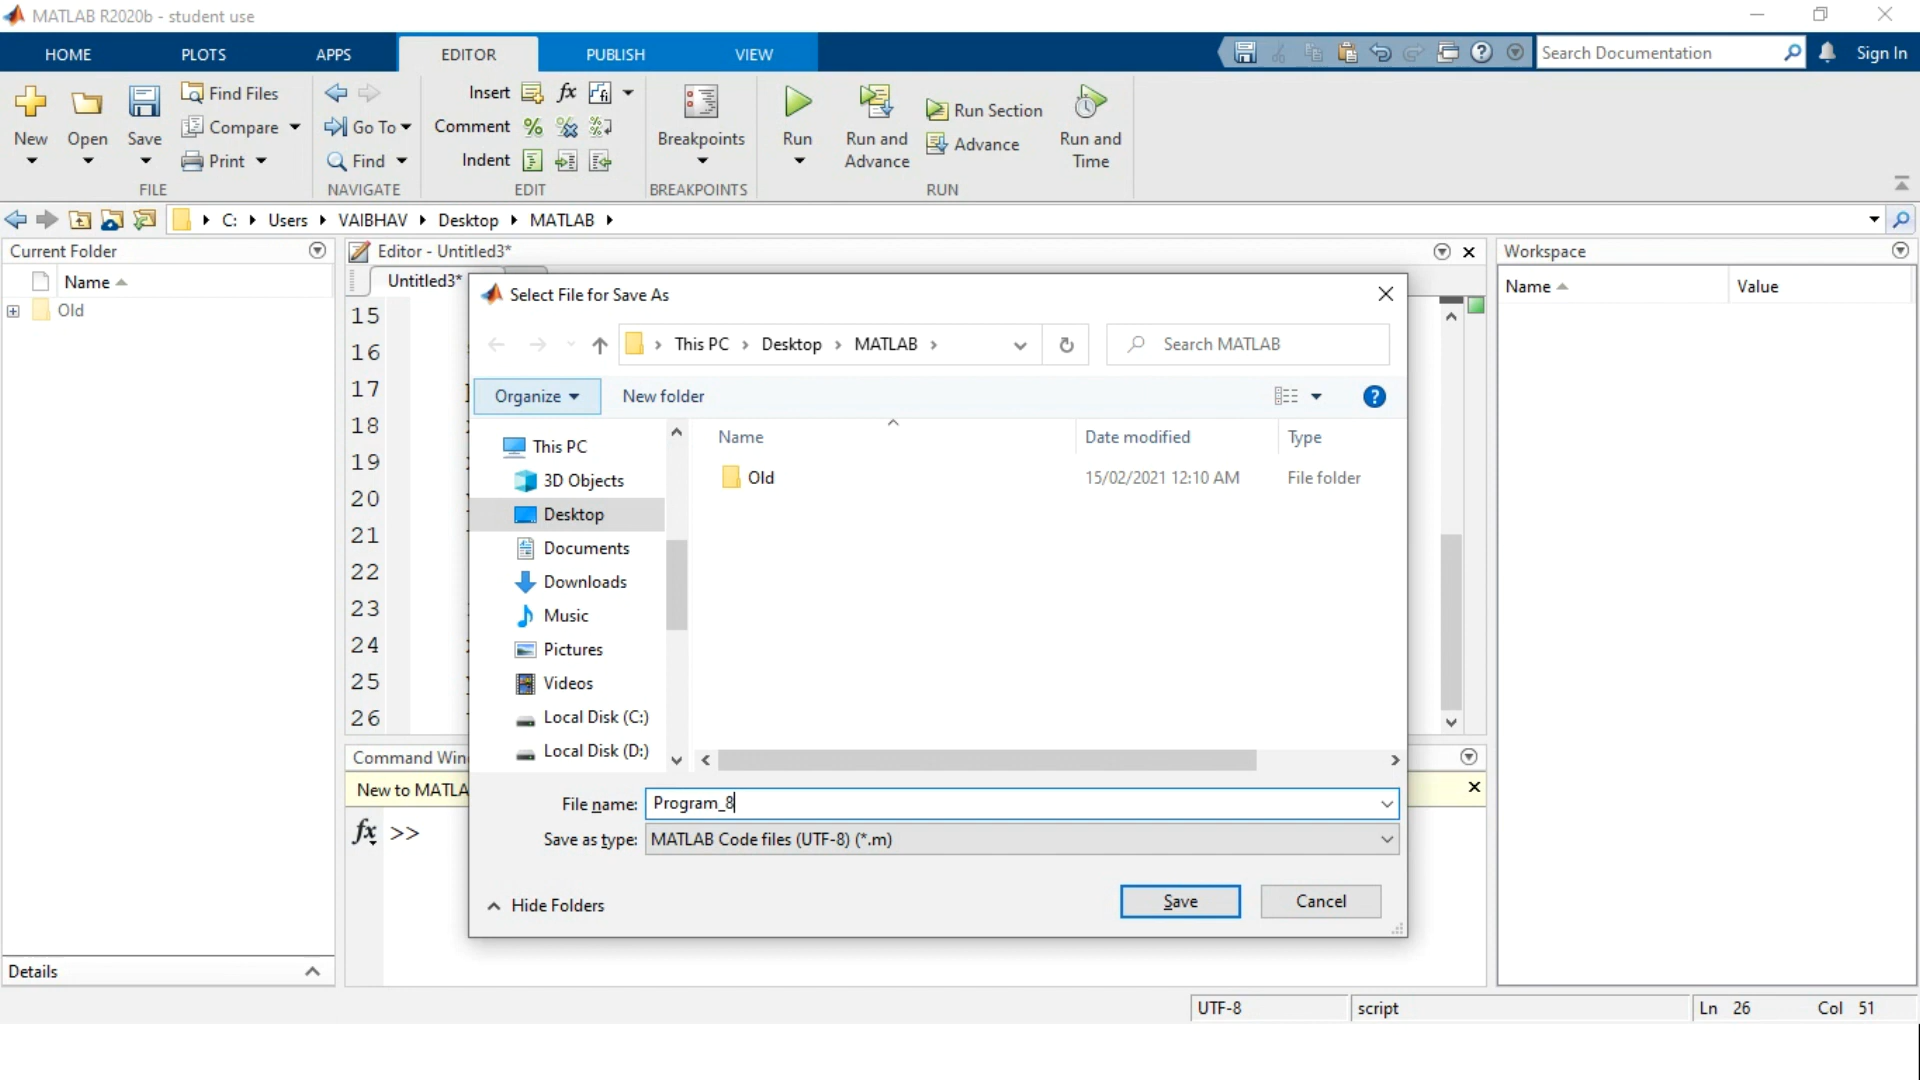 MATLAB R2020b - student use
HOME PLOTS APPS EDITOR PUBLISH VIEW
Search Documentation
Sign In
New
Open
Save
Find Files
Compare
Print
FILE
Go To
Find
NAVIGATE
Insert
Comment
Indent
EDIT
Breakpoints
BREAKPOINTS
Run
Run and
Advance
Run Section
Advance
Run and
Time
RUN
C: Users VAIBHAV Desktop MATLAB
Current Folder
Name
Old
Details
Editor - Untitled3*
Untitled3*
15
16
17
18
19
20
21
22
23
24
25
26
Command Win
New to MATLA
fx >>
Select File for Save As
This PC Desktop MATLAB
Search MATLAB
Organize
New folder
This PC
3D Objects
Desktop
Documents
Downloads
Music
Pictures
Videos
Local Disk (C:)
Local Disk (D:)
Name Date modified Type
Old 15/02/2021 12:10 AM File folder
File name: Program_8
Save as type: MATLAB Code files (UTF-8) (*.m)
Hide Folders
Save
Cancel
Workspace
Name Value
UTF-8
script
Ln 26 Col 51